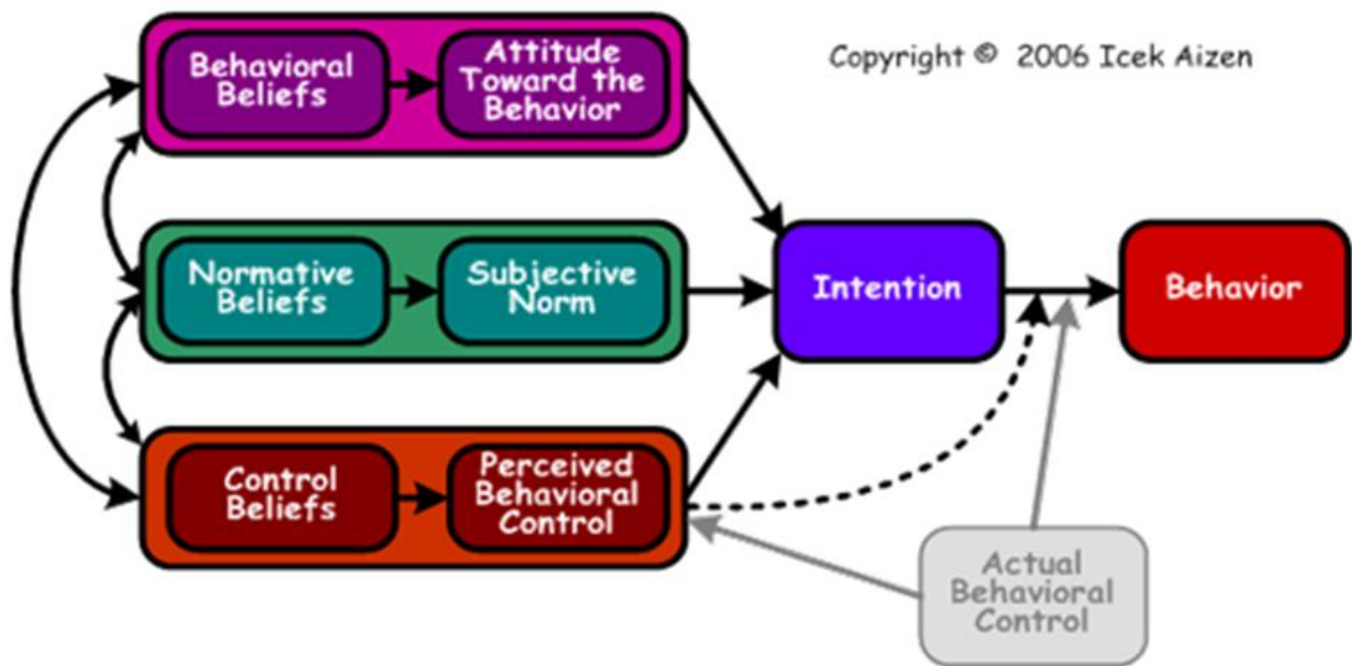 Behavioral
Beliefs
Attitude
Toward the
Behavior
Copyright © 2006 Icek Aizen
Normative
Beliefs
Subjective
Norm
Intention
Behavior
Control
Beliefs
Perceived
Behavioral
Control
Actual
Behavioral
Control